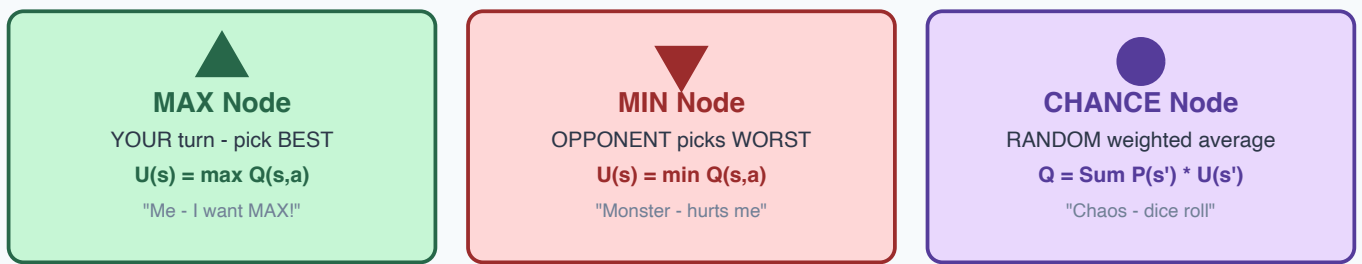 MAX Node
YOUR turn - pick BEST
U(s) = max Q(s,a)
"Me - I want MAX!"
MIN Node
OPPONENT picks WORST
U(s) = min Q(s,a)
"Monster - hurts me"
CHANCE Node
RANDOM weighted average
Q = Sum P(s') * U(s')
"Chaos - dice roll"